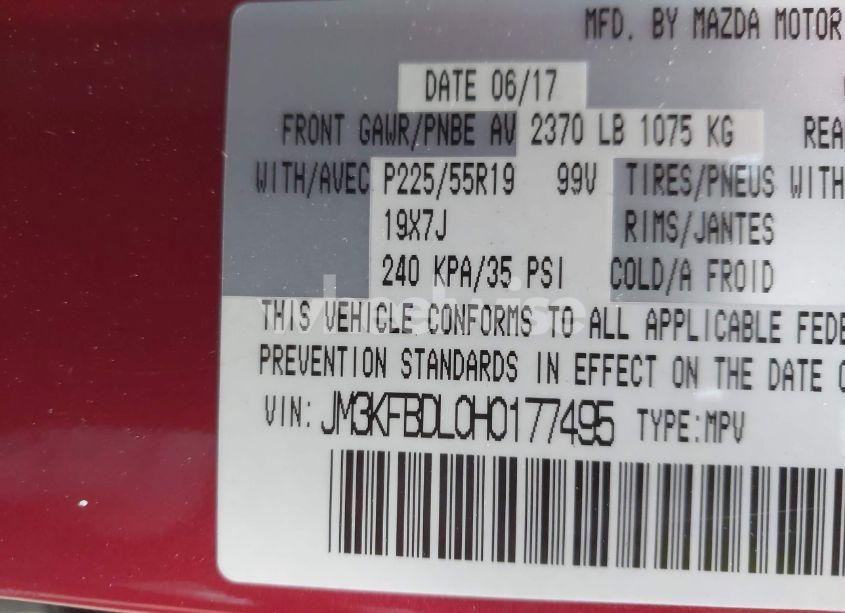 MFD. BY MAZDA MOTOR
DATE 06/17
FRONT GAWR/PNBE AV 2370 LB 1075 KG REA
WITH/AVEC P225/55R19 99V TIRES/PNEUS WITH
19X7J RIMS/JANTES
240 KPA/35 PSI COLD/A FROID
THIS VEHICLE CONFORMS TO ALL APPLICABLE FEDE
PREVENTION STANDARDS IN EFFECT ON THE DATE O
VIN: JM3KFBDL0H0177495 TYPE:MPV